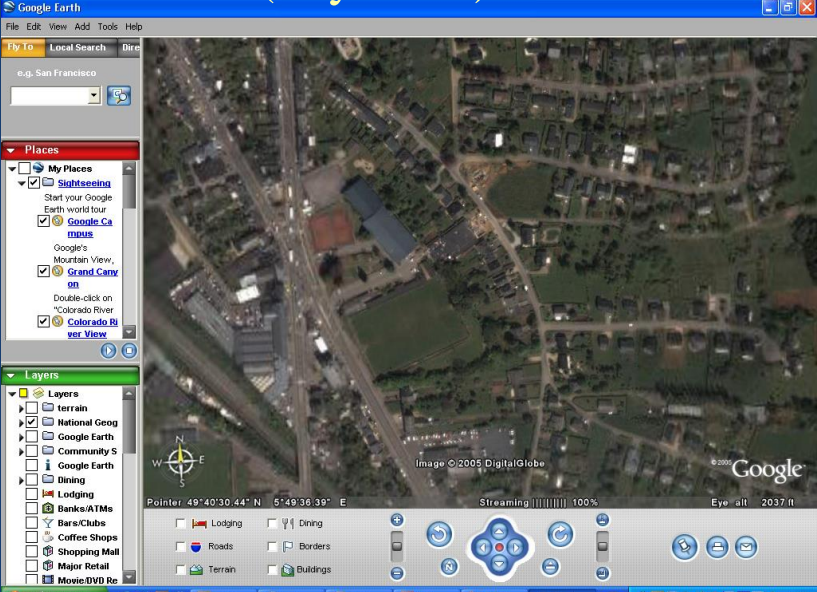 Google Earth
File Edit View Add Tools Help
Fly To Local Search Dire
e.g. San Francisco
Places
My Places
Sightseeing
Start your Google
Earth world tour
Google Ca
mpus
Google's
Mountain View,
Grand Cany
on
Double-click on
"Colorado River
Colorado Ri
ver View
Layers
Layers
terrain
National Geog
Google Earth
Community S
Google Earth
Dining
Lodging
Banks/ATMs
Bars/Clubs
Coffee Shops
Shopping Mall
Major Retail
Movie/DVD Re
N
W E
S
Image © 2005 DigitalGlobe
© 2005 Google
Pointer 49°40'30.44" N 5°49'36.39" E Streaming |||||||||| 100% Eye alt 2037 ft
Lodging Dining
Roads Borders
Terrain Buildings
N